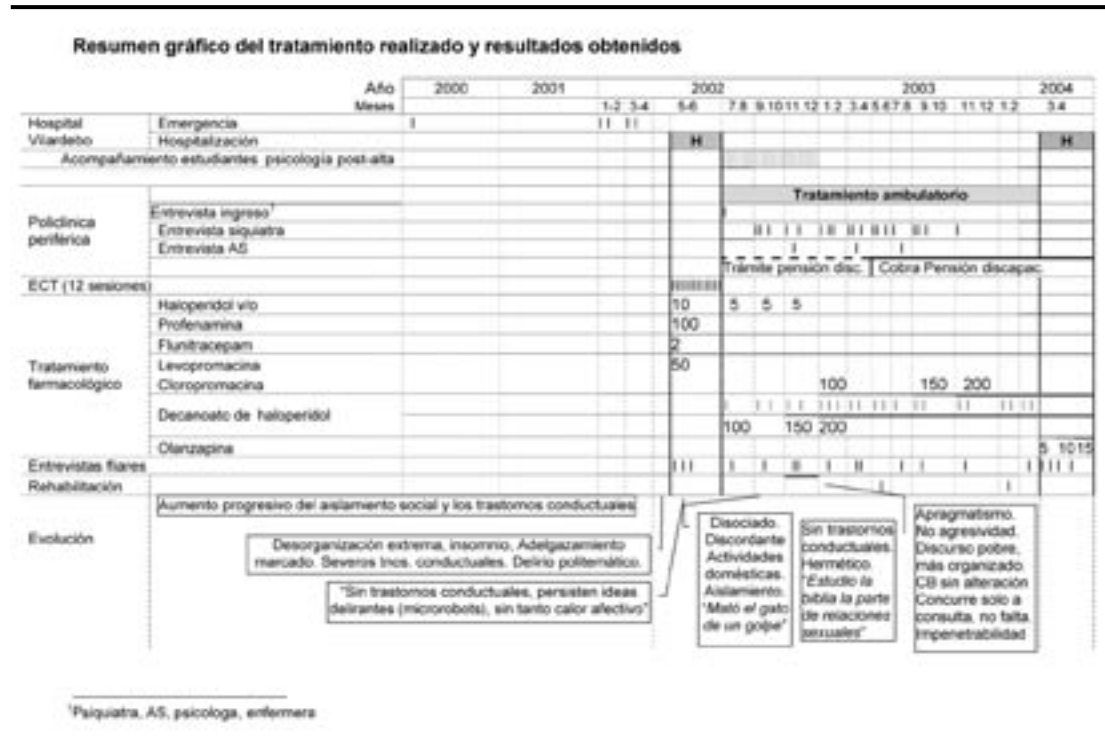 Resumen gráfico del tratamiento realizado y resultados obtenidos
Año 2000 2001 2002 2003 2004
Meses 1-2 3-4 5-6 7.8 9.10 11.12 1.2 3.4 5.6 7.8 9.10 11.12 1.2 3.4
Hospital Vilardebo
Emergencia
Hospitalización H H
Acompañamiento estudiantes psicología post-alta
Tratamiento ambulatorio
Policlinica periférica
Entrevista ingreso¹
Entrevista siquiatra
Entrevista AS
Trámite pensión disc. Cobra Pensión discapac.
ECT (12 sesiones)
Tratamiento farmacológico
Haloperidol v/o 10 5 5 5
Profenamina 100
Flunitracepam 2
Levopromacina 50
Cloropromacina 100 150 200
Decanoato de haloperidol
100 150 200
Olanzapina 5 10 15
Entrevistas fliares
Rehabilitación
Evolución
Aumento progresivo del aislamiento social y los trastornos conductuales
Desorganización extrema, insomnio, Adelgazamiento
marcado. Severos tncs. conductuales. Delirio politemático.
"Sin trastornos conductuales, persisten ideas
delirantes (microrobots), sin tanto calor afectivo"
Disociado.
Discordante
Actividades
domésticas.
Aislamiento.
"Mató el gato
de un golpe"
Sin trastornos
conductuales.
Hermético.
"Estudio la
biblia la parte
de relaciones
sexuales"
Apragmatismo.
No agresividad.
Discurso pobre,
más organizado.
CB sin alteración
Concurre solo a
consulta, no falta.
Impenetrabilidad
¹Psiquiatra, AS, psicologa, enfermera